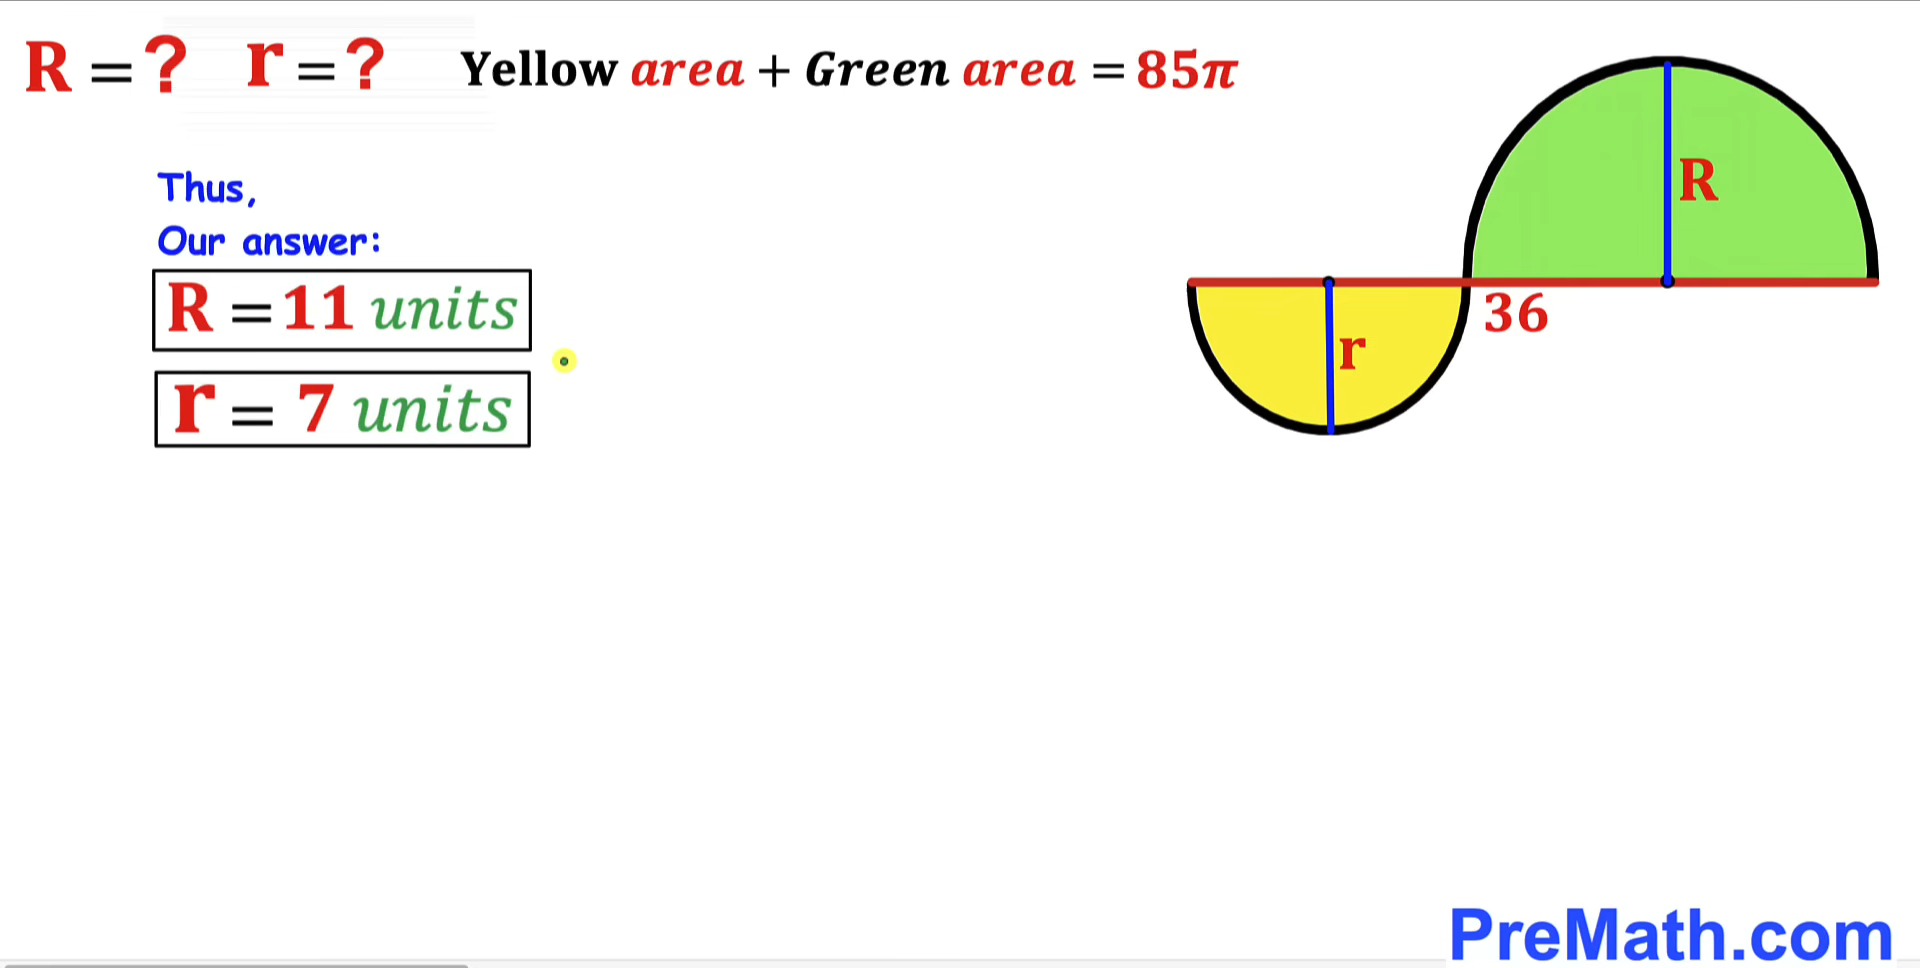 R = ? r = ? Yellow area + Green area = 85π
Thus,
Our answer:
R = 11 units
r = 7 units
R
36
r
PreMath.com